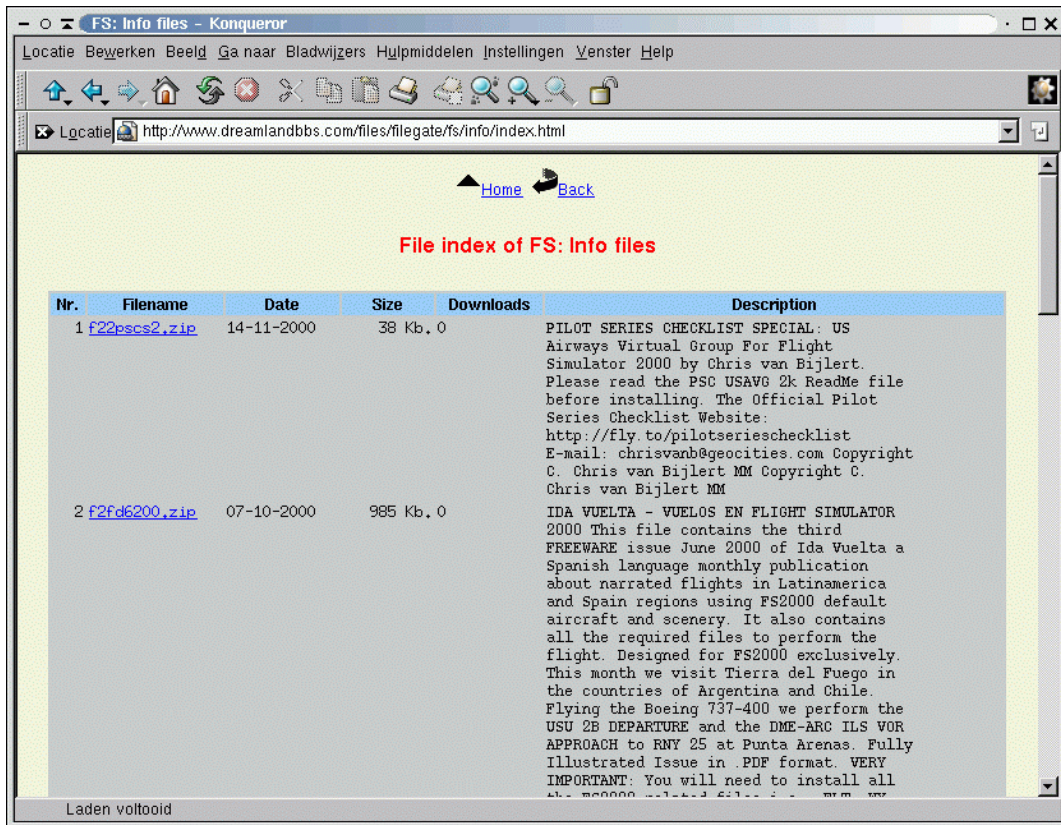 FS: Info files - Konqueror
Locatie Bewerken Beeld Ga naar Bladwijzers Hulpmiddelen Instellingen Venster Help
Locatie http://www.dreamlandbbs.com/files/filegate/fs/info/index.html
Home Back
File index of FS: Info files
Nr. Filename Date Size Downloads Description
1 f22pscs2.zip 14-11-2000 38 Kb. 0 PILOT SERIES CHECKLIST SPECIAL: US
Airways Virtual Group For Flight
Simulator 2000 by Chris van Bijlert.
Please read the PSC USAVG 2k ReadMe file
before installing. The Official Pilot
Series Checklist Website:
http://fly.to/pilotserieschecklist
E-mail: chrisvanb@geocities.com Copyright
C. Chris van Bijlert MM Copyright C.
Chris van Bijlert MM
2 f2fd6200.zip 07-10-2000 985 Kb. 0 IDA VUELTA - VUELOS EN FLIGHT SIMULATOR
2000 This file contains the third
FREEWARE issue June 2000 of Ida Vuelta a
Spanish language monthly publication
about narrated flights in Latinamerica
and Spain regions using FS2000 default
aircraft and scenery. It also contains
all the required files to perform the
flight. Designed for FS2000 exclusively.
This month we visit Tierra del Fuego in
the countries of Argentina and Chile.
Flying the Boeing 737-400 we perform the
USU 2B DEPARTURE and the DME-ARC ILS VOR
APPROACH to RNY 25 at Punta Arenas. Fully
Illustrated Issue in .PDF format. VERY
IMPORTANT: You will need to install all
the FS2000 related files
Laden voltooid